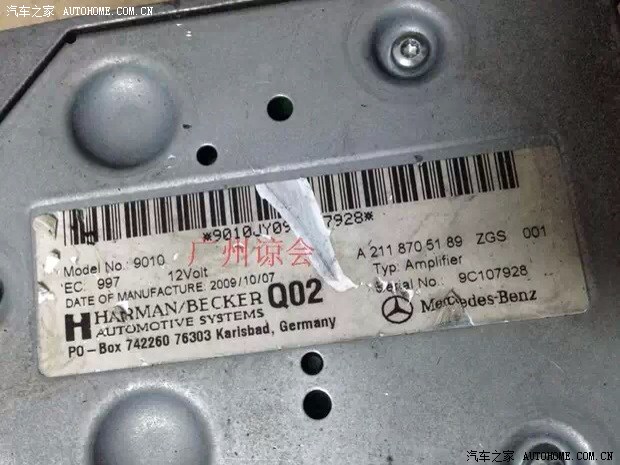 汽车之家 AUTOHOME.COM.CN
*9010JY09 7928*
广州谅会
Model No.: 9010
EC: 997 12Volt
DATE OF MANUFACTURE: 2009/10/07
A 211 870 51 89 ZGS 001
Typ: Amplifier
Serial No.: 9C107928
H HARMAN/BECKER Q02
AUTOMOTIVE SYSTEMS
Mercedes-Benz
PO-Box 742260 76303 Karlsbad, Germany
汽车之家 AUTOHOME.COM.CN